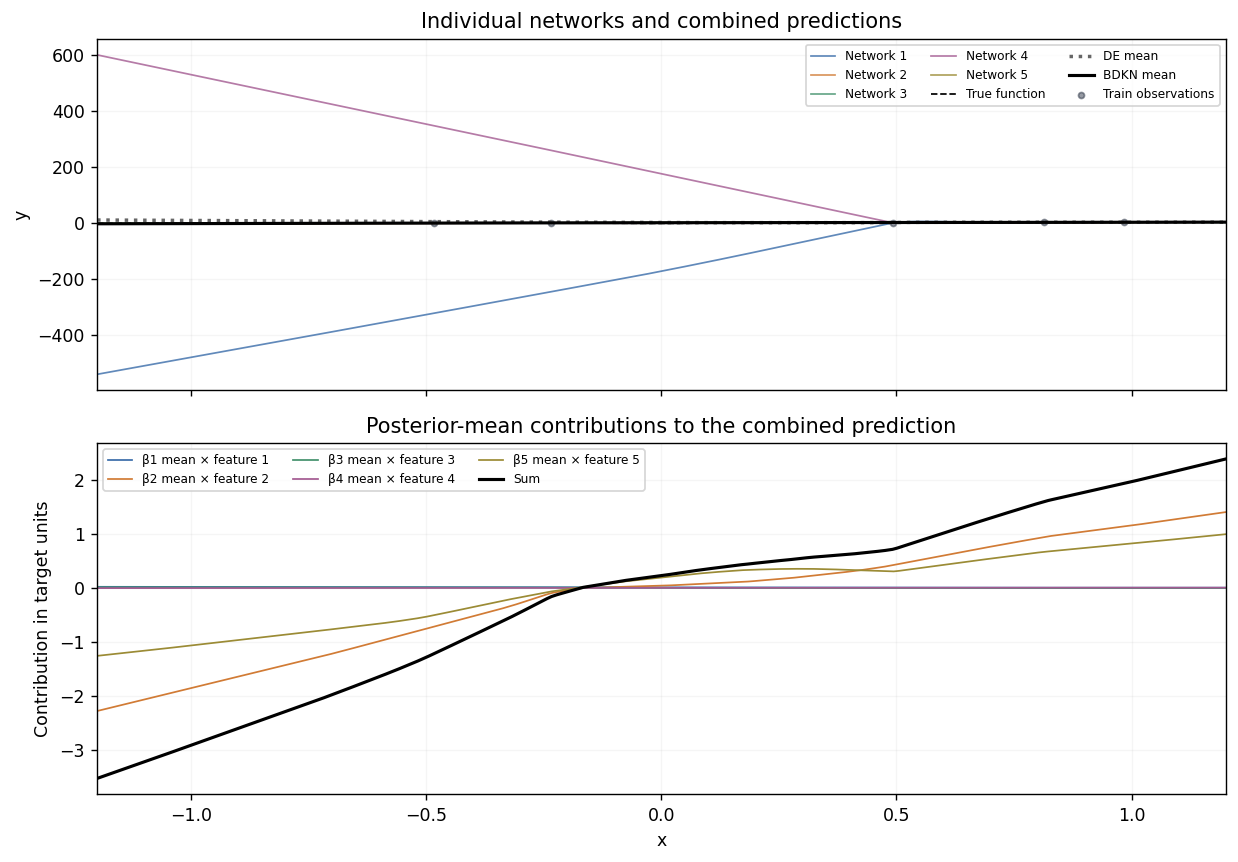 Individual networks and combined predictions
600
400
200
0
−200
−400
y
Network 1 Network 4 DE mean
Network 2 Network 5 BDKN mean
Network 3 True function Train observations
Posterior-mean contributions to the combined prediction
β1 mean × feature 1 β3 mean × feature 3 β5 mean × feature 5
β2 mean × feature 2 β4 mean × feature 4 Sum
2
1
0
−1
−2
−3
Contribution in target units
−1.0 −0.5 0.0 0.5 1.0
x